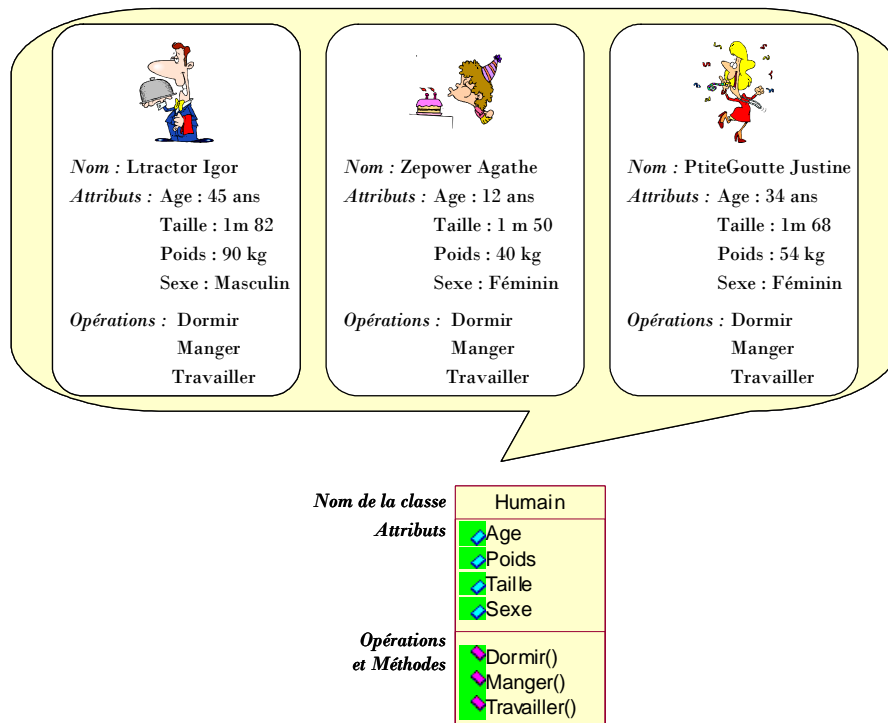 Nom : Ltractor Igor
Attributs : Age : 45 ans
Taille : 1m 82
Poids : 90 kg
Sexe : Masculin
Opérations : Dormir
Manger
Travailler
Nom : Zepower Agathe
Attributs : Age : 12 ans
Taille : 1 m 50
Poids : 40 kg
Sexe : Féminin
Opérations : Dormir
Manger
Travailler
Nom : PtiteGoutte Justine
Attributs : Age : 34 ans
Taille : 1m 68
Poids : 54 kg
Sexe : Féminin
Opérations : Dormir
Manger
Travailler
Nom de la classe Humain
Attributs Age
Poids
Taille
Sexe
Opérations
et Méthodes Dormir()
Manger()
Travailler()